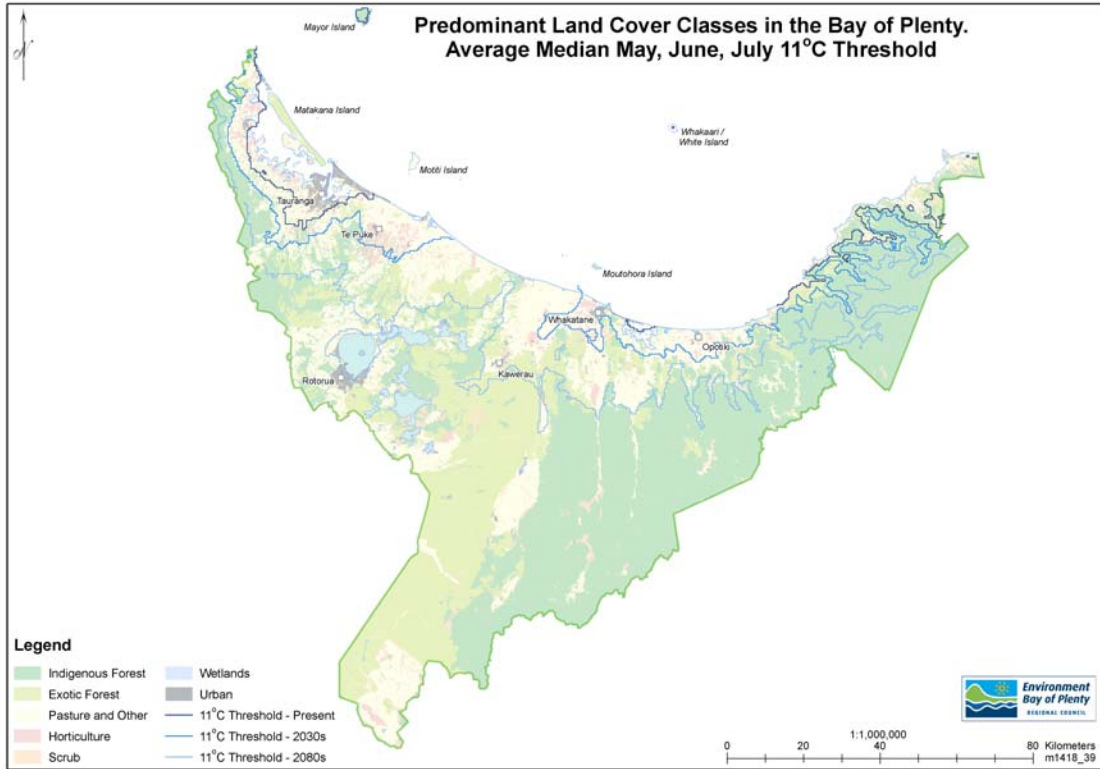 Predominant Land Cover Classes in the Bay of Plenty.
Average Median May, June, July 11°C Threshold
N
Mayor Island
Matakana Island
Whakaari /
White Island
Motiti Island
Tauranga
Te Puke
Moutohora Island
Whakatane
Opotiki
Kawerau
Rotorua
Legend
Indigenous Forest
Exotic Forest
Pasture and Other
Horticulture
Scrub
Wetlands
Urban
11°C Threshold - Present
11°C Threshold - 2030s
11°C Threshold - 2080s
Environment
Bay of Plenty
REGIONAL COUNCIL
1:1,000,000
0 20 40 80 Kilometers
m1418_39